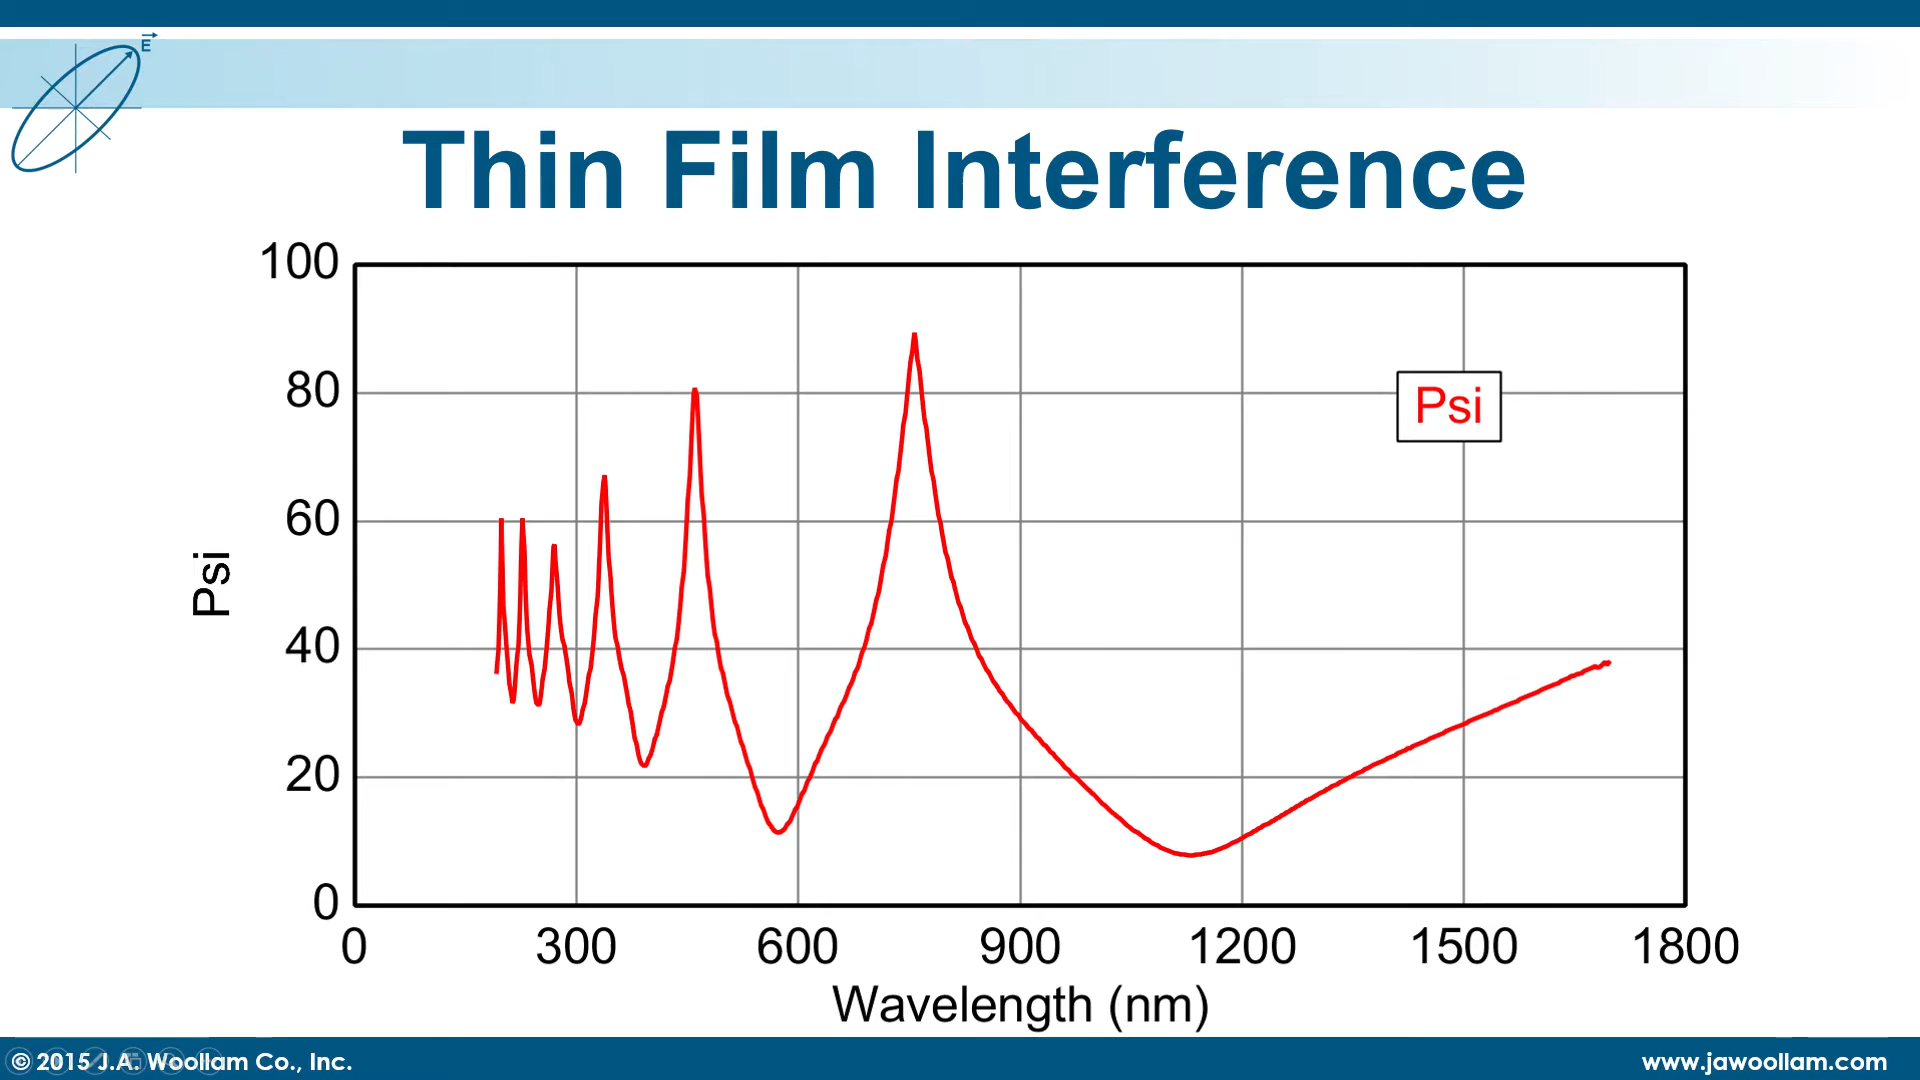 E
Thin Film Interference
100
80
60
40
20
0
Psi
Psi
0 300 600 900 1200 1500 1800
Wavelength (nm)
© 2015 J.A. Woollam Co., Inc.
www.jawoollam.com